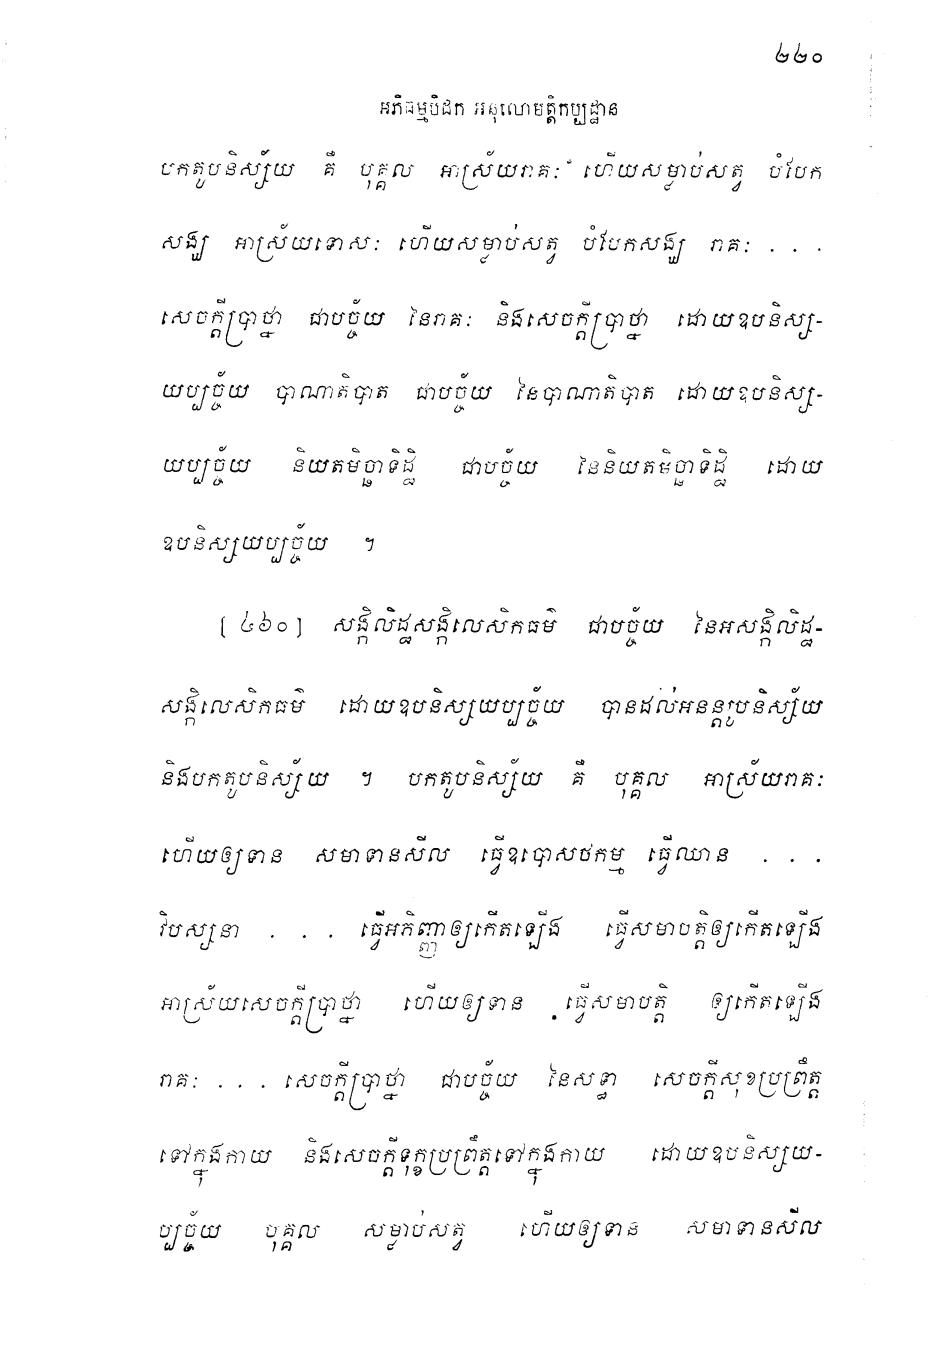 ២២០
អភិធម្មបិដក អនុលោមត្តិកប្បដ្ឋាន
បកតូបនិស្ស័យ គឺ បុគ្គល អាស្រ័យរាគៈ ហើយសម្លាប់សត្វ បំបែក
សង្ឃ អាស្រ័យទោសៈ ហើយសម្លាប់សត្វ បំបែកសង្ឃ រាគៈ . . .
សេចក្តីប្រាថ្នា ជាបច្ច័យ នៃរាគៈ និងសេចក្តីប្រាថ្នា ដោយឧបនិស្ស-
យប្បច្ច័យ បាណាតិបាត ជាបច្ច័យ នៃបាណាតិបាត ដោយឧបនិស្ស-
យប្បច្ច័យ និយតមិច្ឆាទិដ្ឋិ ជាបច្ច័យ នៃនិយតមិច្ឆាទិដ្ឋិ ដោយ
ឧបនិស្សយប្បច្ច័យ ។
[ ៤៦០ ] សង្កិលិដ្ឋសង្កិលេសិកធម៌ ជាបច្ច័យ នៃអសង្កិលិដ្ឋ-
សង្កិលេសិកធម៌ ដោយឧបនិស្សយប្បច្ច័យ បានដល់អនន្តរូបនិស្ស័យ
និងបកតូបនិស្ស័យ ។ បកតូបនិស្ស័យ គឺ បុគ្គល អាស្រ័យរាគៈ
ហើយឲ្យទាន សមាទានសីល ធ្វើឧបោសថកម្ម ធ្វើឈាន . . .
វិបស្សនា . . . ធ្វើអភិញ្ញាឲ្យកើតឡើង ធ្វើសមាបត្តិឲ្យកើតឡើង
អាស្រ័យសេចក្តីប្រាថ្នា ហើយឲ្យទាន ធ្វើសមាបត្តិ ឲ្យកើតឡើង
រាគៈ . . . សេចក្តីប្រាថ្នា ជាបច្ច័យ នៃសទ្ធា សេចក្តីសុខប្រព្រឹត្ត
ទៅក្នុងកាយ និងសេចក្តីទុក្ខប្រព្រឹត្តទៅក្នុងកាយ ដោយឧបនិស្សយ-
ប្បច្ច័យ បុគ្គល សម្លាប់សត្វ ហើយឲ្យទាន សមាទានសីល